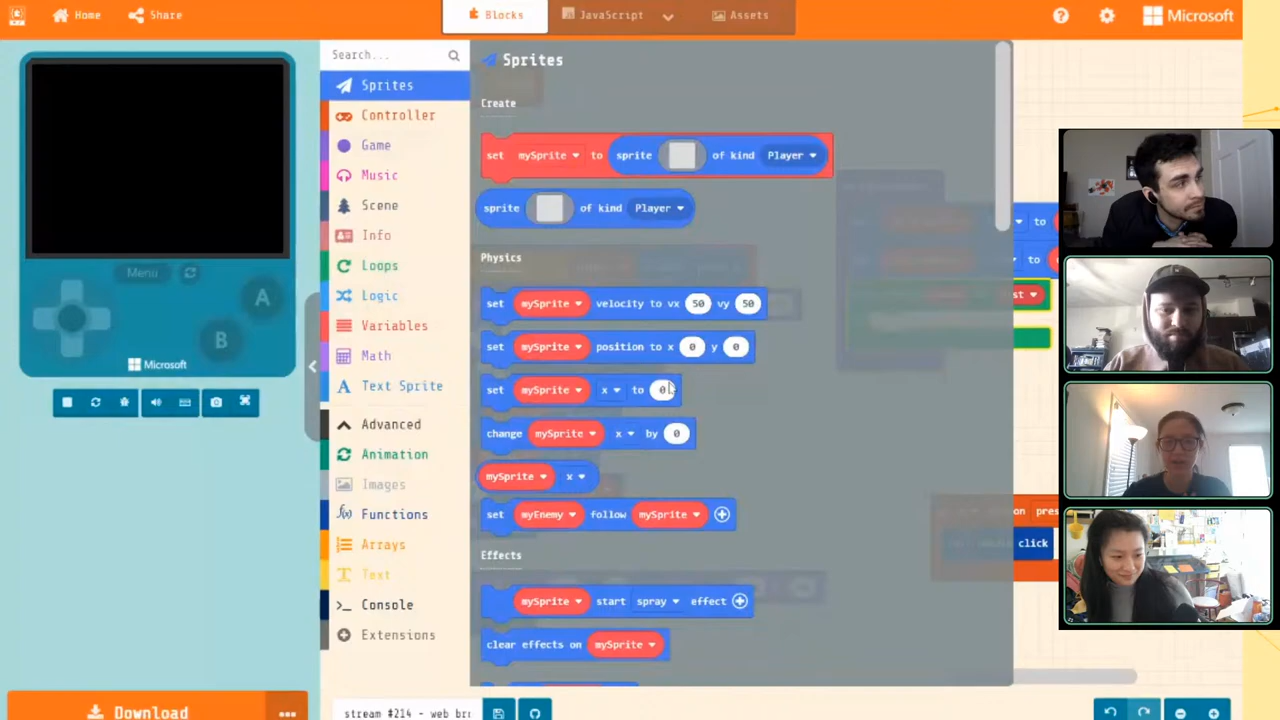 Home Share Blocks JavaScript Assets Microsoft
Search...
Sprites
Controller
Game
Music
Scene
Info
Loops
Logic
Variables
Math
Text Sprite
Advanced
Animation
Images
Functions
Arrays
Text
Console
Extensions
Menu
A
B
Microsoft
Download
Sprites
Create
set mySprite to sprite of kind Player
sprite of kind Player
Physics
set mySprite velocity to vx 50 vy 50
set mySprite position to x 0 y 0
set mySprite x to 0
change mySprite x by 0
mySprite x
set myEnemy follow mySprite
Effects
mySprite start spray effect
clear effects on mySprite
to
to
click
stream #214 - web bro